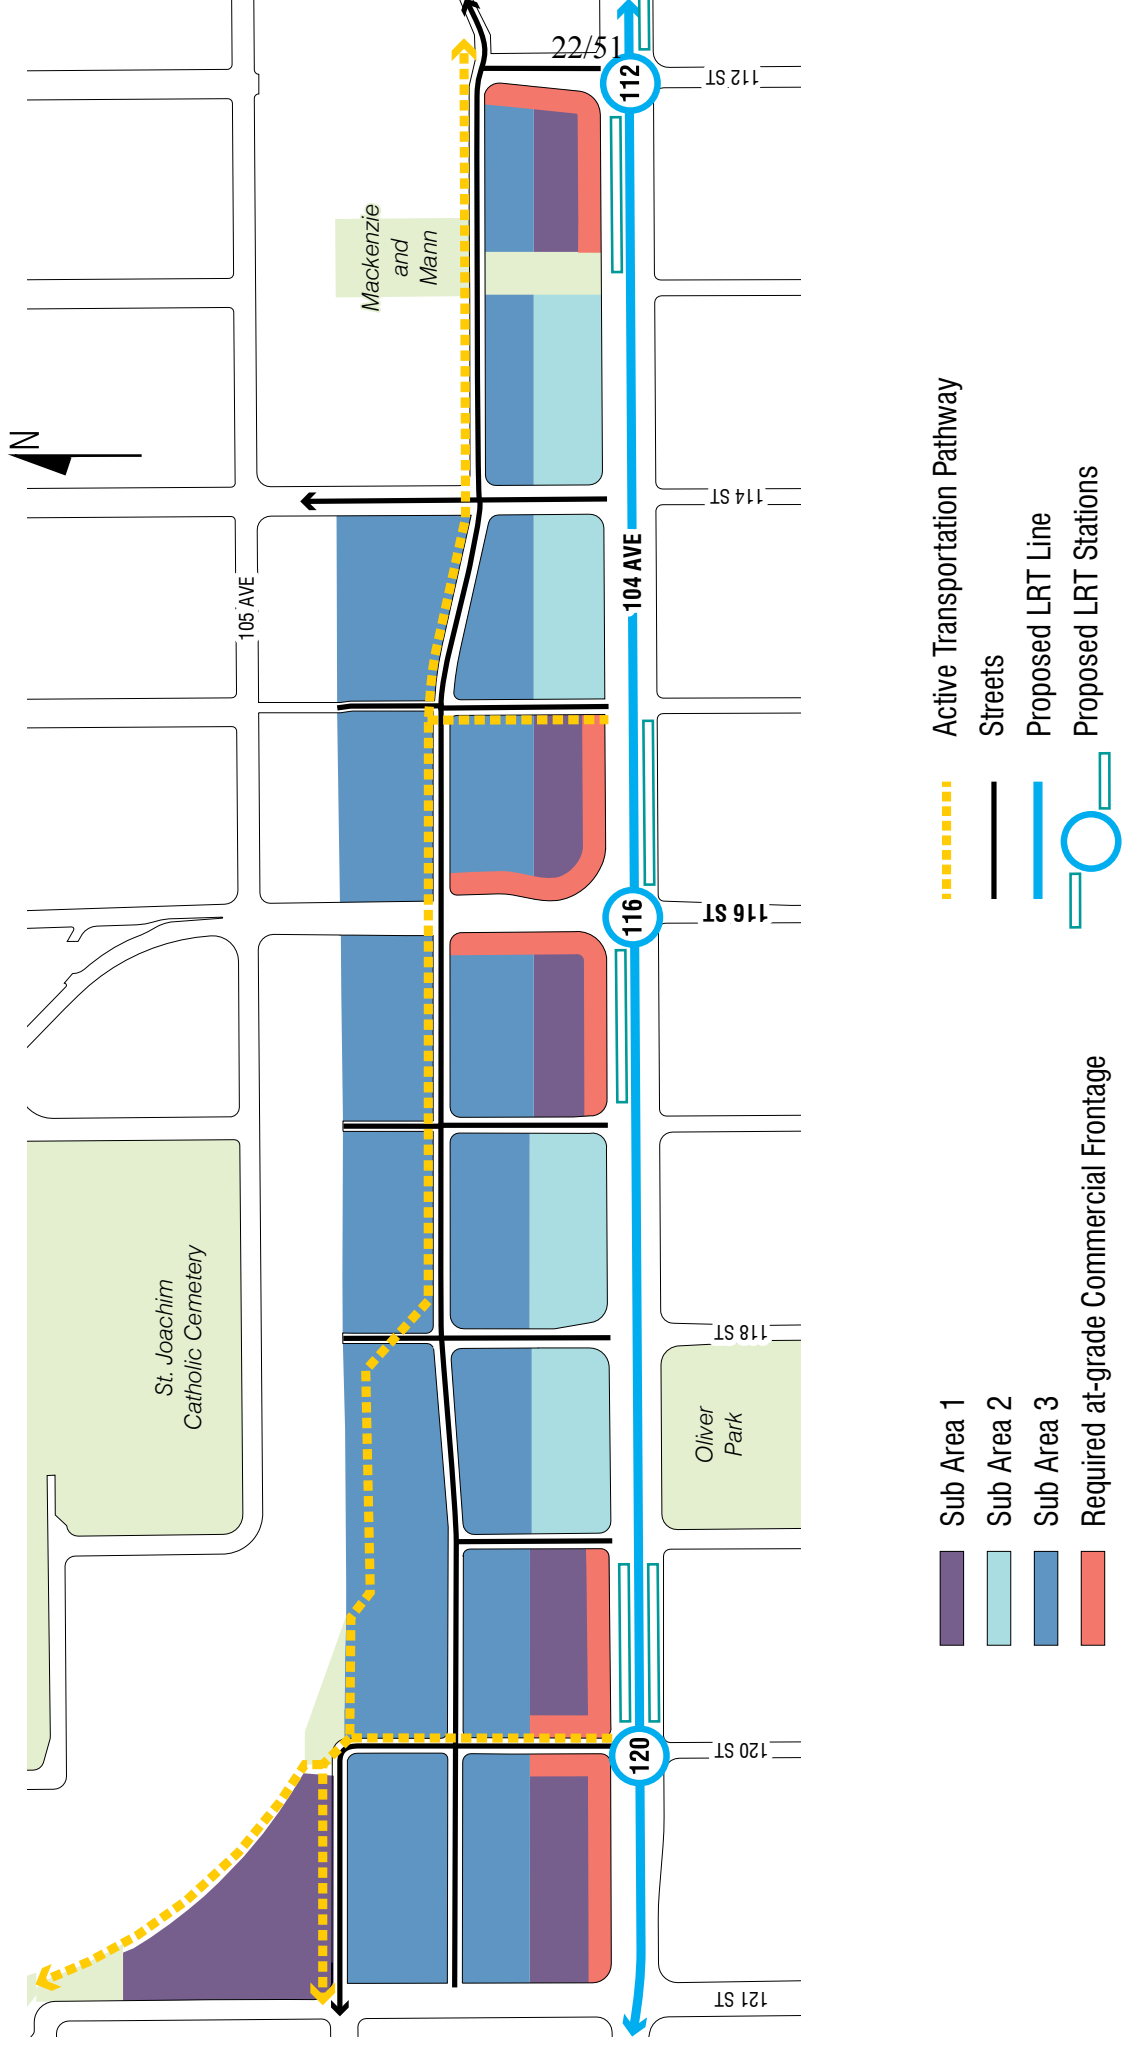 22/51
N
105 AVE
Mackenzie
and
Mann
St. Joachim
Catholic Cemetery
Oliver
Park
104 AVE
112
116
120
112 ST
114 ST
116 ST
118 ST
120 ST
121 ST
Sub Area 1
Sub Area 2
Sub Area 3
Required at-grade Commercial Frontage
Active Transportation Pathway
Streets
Proposed LRT Line
Proposed LRT Stations